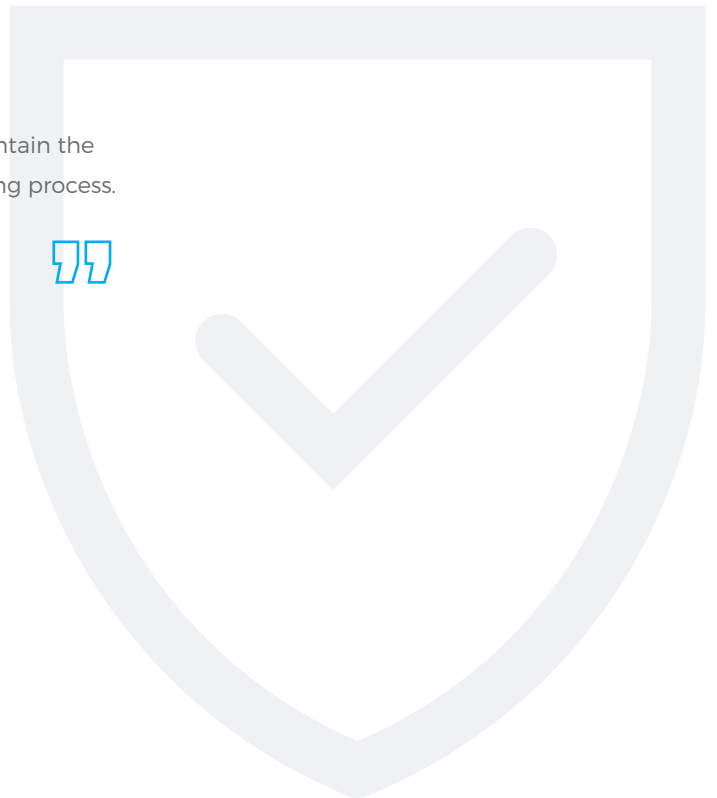 ntain the
ng process.
”